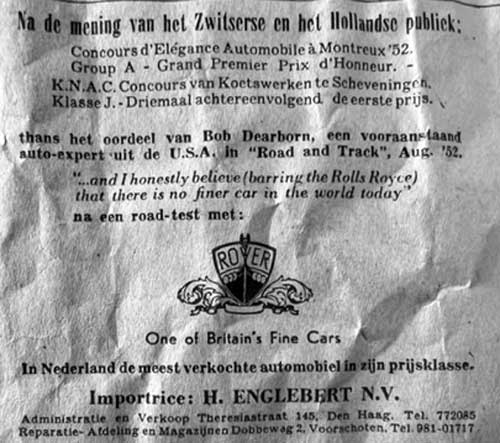 Na de mening van het Zwitserse en het Hollandse publiek:
Concours d'Elégance Automobile à Montreux '52.
Group A - Grand Premier Prix d'Honneur. -
K.N.A.C. Concours van Koetswerken te Scheveningen.
Klasse J. - Driemaal achtereenvolgend de eerste prijs.
thans het oordeel van Bob Dearborn, een vooraanstaand
auto-expert uit de U.S.A. in "Road and Track", Aug. '52.
"...and I honestly believe (barring the Rolls Royce)
that there is no finer car in the world today"
na een road-test met:
ROVER
One of Britain's Fine Cars
In Nederland de meest verkochte automobiel in zijn prijsklasse.
Importrice: H. ENGLEBERT N.V.
Administratie en Verkoop Theresiastraat 145, Den Haag. Tel. 772085
Reparatie- Afdeling en Magazijnen Dobbeweg 2, Voorschoten, Tel. 981-01717